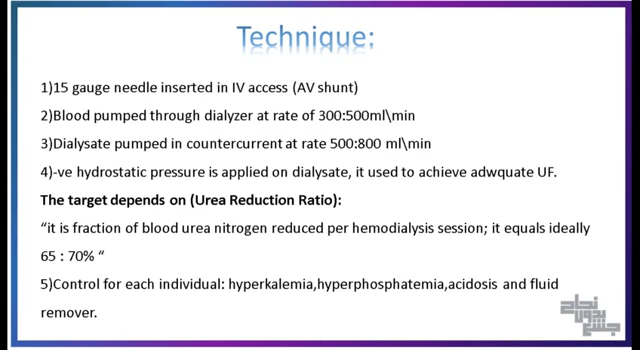 Technique:
1)15 gauge needle inserted in IV access (AV shunt)
2)Blood pumped through dialyzer at rate of 300:500ml\min
3)Dialysate pumped in countercurrent at rate 500:800 ml\min
4)-ve hydrostatic pressure is applied on dialysate, it used to achieve adwquate UF.
The target depends on (Urea Reduction Ratio):
“it is fraction of blood urea nitrogen reduced per hemodialysis session; it equals ideally
65 : 70% “
5)Control for each individual: hyperkalemia,hyperphosphatemia,acidosis and fluid
remover.
نجاح
بدون
جشع